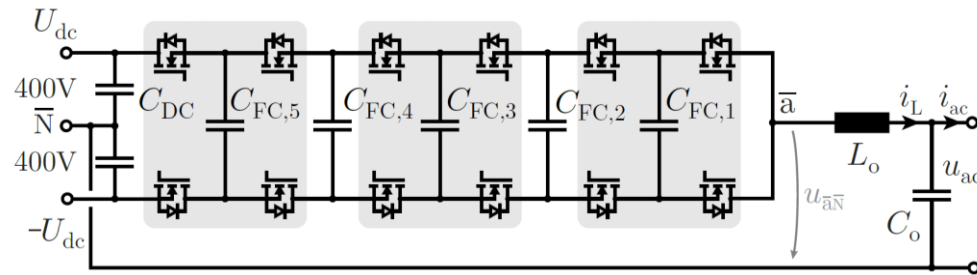 U_dc
400V
N̅
400V
-U_dc
C_DC
C_FC,5
C_FC,4
C_FC,3
C_FC,2
C_FC,1
a̅
u_a̅N̅
L_o
i_L
i_ac
u_ac
C_o